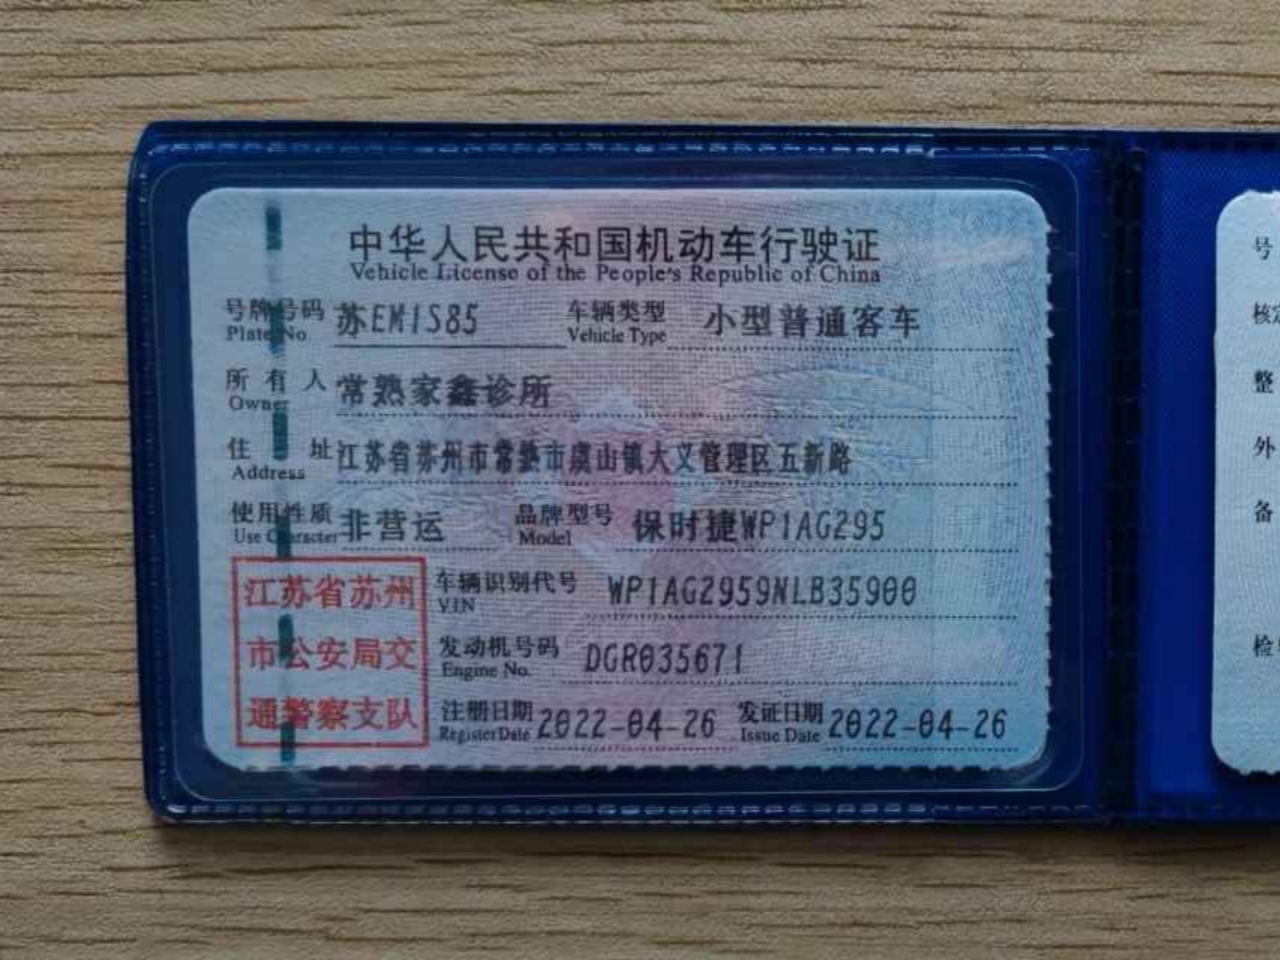 中华人民共和国机动车行驶证
Vehicle License of the People's Republic of China
号牌号码 苏EM1S85 车辆类型 小型普通客车
Plate No. Vehicle Type
所有人 常熟家鑫诊所
Owner
住址 江苏省苏州市常熟市虞山镇大义管理区五新路
Address
使用性质 非营运 品牌型号 保时捷WP1AG295
Use Character Model
江苏省苏州
市公安局交
通警察支队
车辆识别代号 WP1AG2959NLB35900
VIN
发动机号码 DGR035671
Engine No.
注册日期 2022-04-26 发证日期 2022-04-26
Register Date Issue Date
号
核定
整
外
备
检